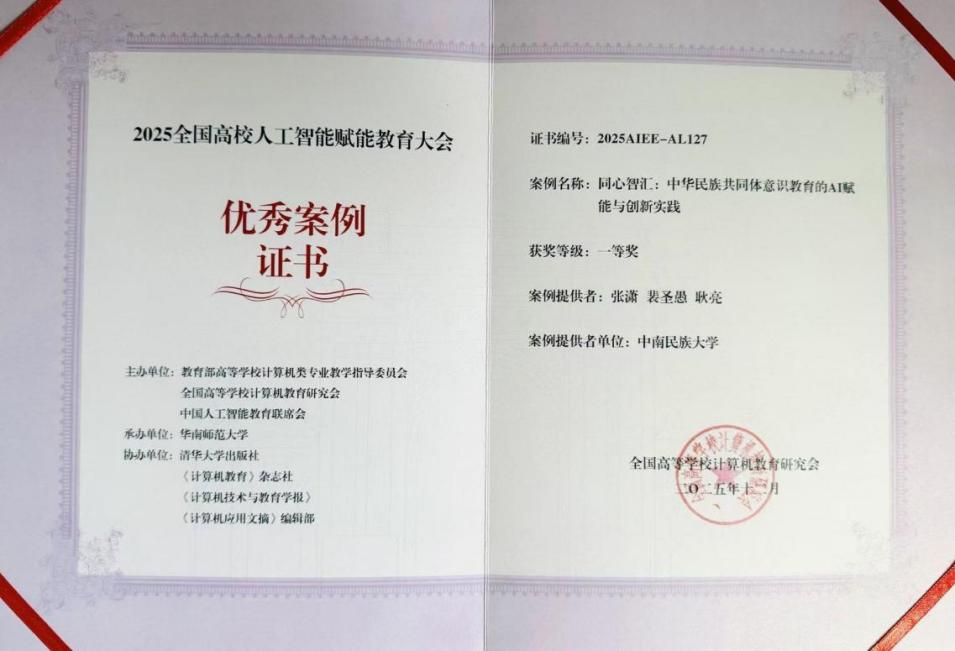 2025全国高校人工智能赋能教育大会
优秀案例
证书
主办单位：教育部高等学校计算机类专业教学指导委员会
全国高等学校计算机教育研究会
中国人工智能教育联席会
承办单位：华南师范大学
协办单位：清华大学出版社
《计算机教育》杂志社
《计算机技术与教育学报》
《计算机应用文摘》编辑部
证书编号：2025AIEE-AL127
案例名称：同心智汇：中华民族共同体意识教育的AI赋
能与创新实践
获奖等级：一等奖
案例提供者：张潇 裴圣愚 耿亮
案例提供者单位：中南民族大学
全国高等学校计算机教育研究会
二〇二五年十二月